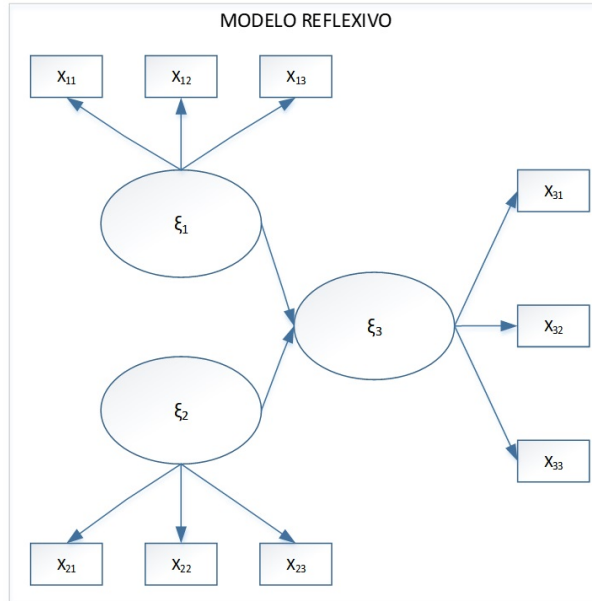 MODELO REFLEXIVO
X₁₁ X₁₂ X₁₃
ξ₁
X₃₁
ξ₃
X₃₂
ξ₂
X₃₃
X₂₁ X₂₂ X₂₃